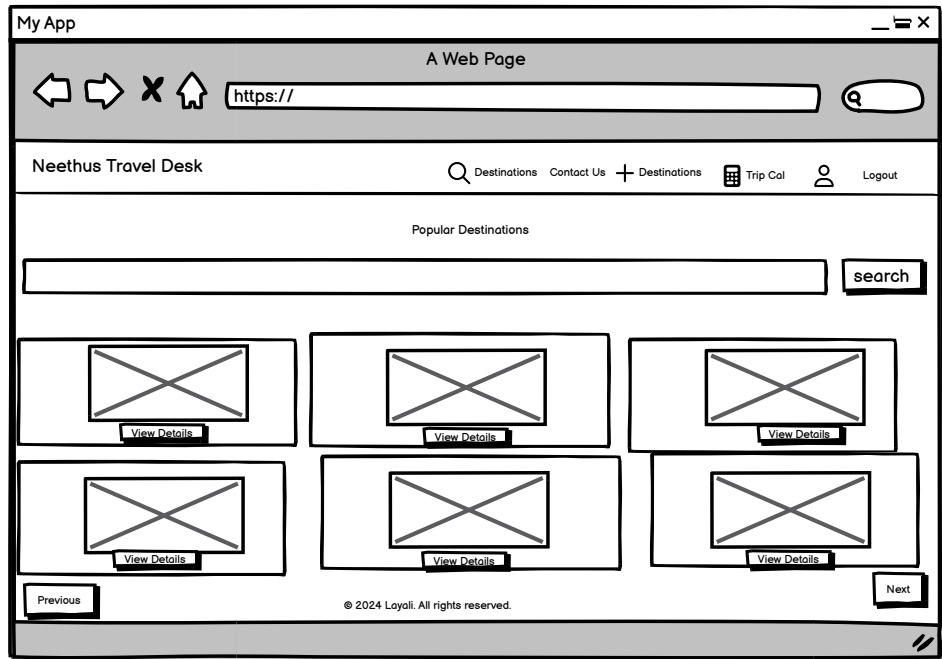 My App
A Web Page
https://
Neethus Travel Desk
Destinations Contact Us Destinations Trip Cal Logout
Popular Destinations
search
View Details View Details View Details
View Details View Details View Details
Previous © 2024 Layali. All rights reserved. Next